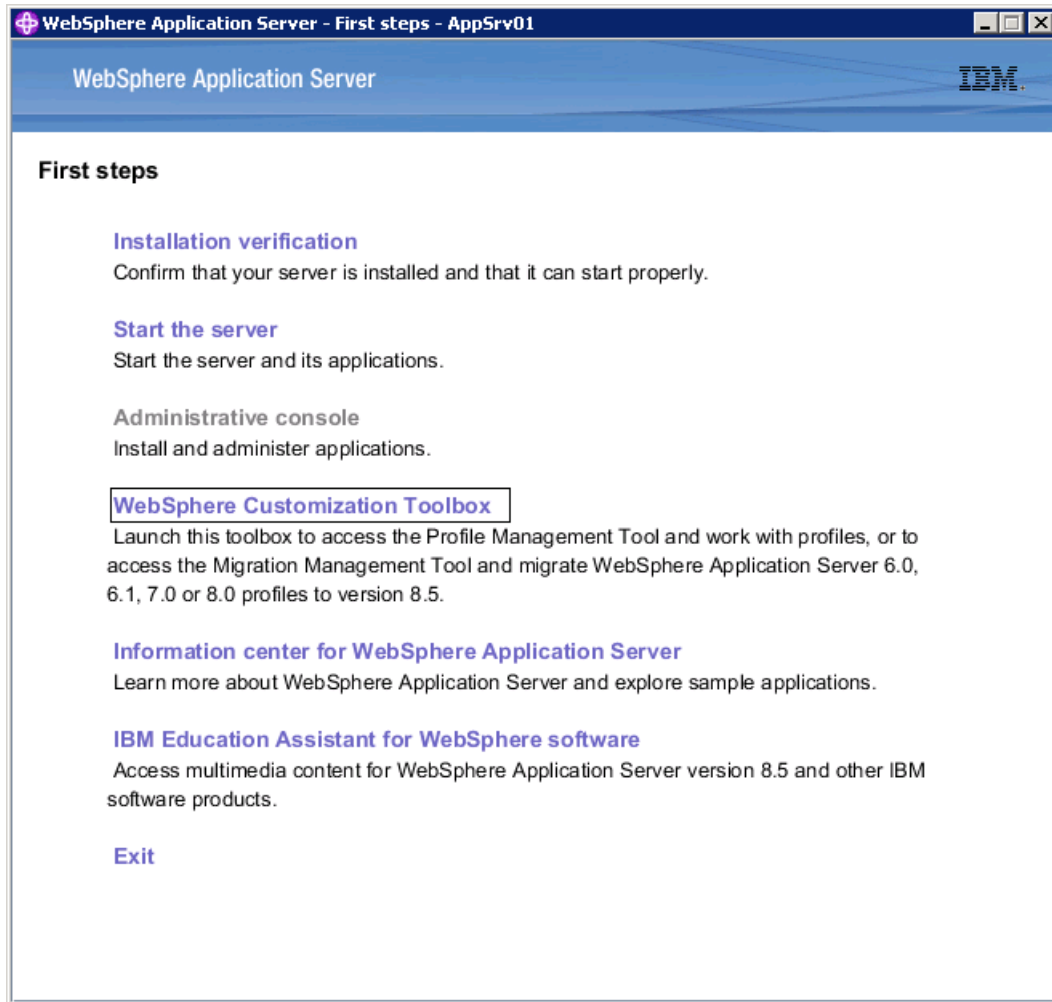 WebSphere Application Server - First steps - AppSrv01
WebSphere Application Server
IBM.
First steps
Installation verification
Confirm that your server is installed and that it can start properly.
Start the server
Start the server and its applications.
Administrative console
Install and administer applications.
WebSphere Customization Toolbox
Launch this toolbox to access the Profile Management Tool and work with profiles, or to
access the Migration Management Tool and migrate WebSphere Application Server 6.0,
6.1, 7.0 or 8.0 profiles to version 8.5.
Information center for WebSphere Application Server
Learn more about WebSphere Application Server and explore sample applications.
IBM Education Assistant for WebSphere software
Access multimedia content for WebSphere Application Server version 8.5 and other IBM
software products.
Exit